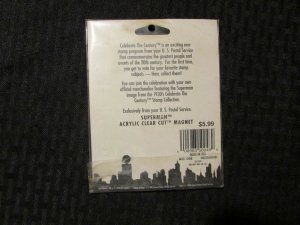 Celebrate The Century™ is an exciting new
stamp program from your U. S. Postal Service
that commemorates the greatest people and
events of the 20th century. For the first time,
you get to vote for your favorite stamp
subjects - then, collect them!
You can join the celebration with your own
official merchandise featuring the Superman
image from the 1930's Celebrate The
Century™ Stamp Collection.
Exclusively from your U. S. Postal Service.
SUPERMAN™
ACRYLIC CLEAR CUT™ MAGNET
$5.99